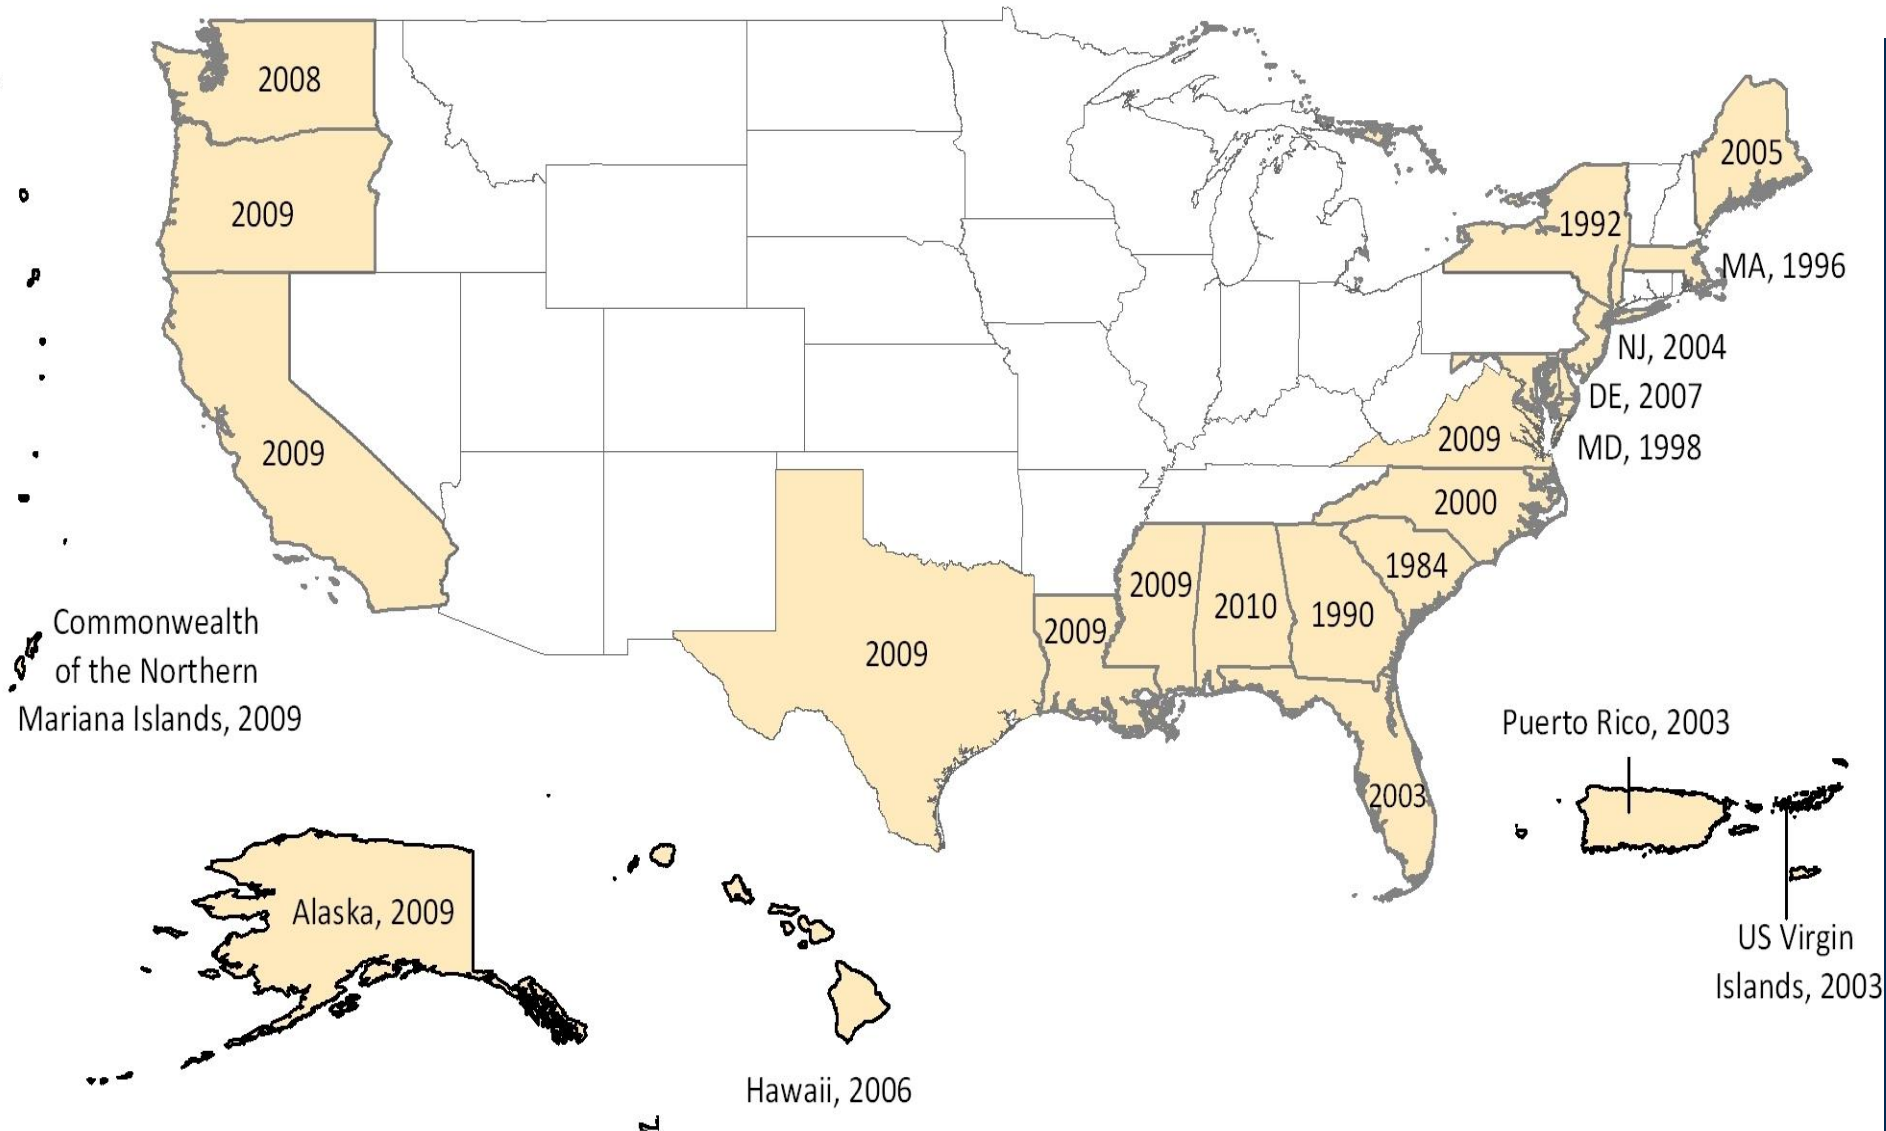 2008
2005
2009
1992
MA, 1996
NJ, 2004
DE, 2007
2009
2009
MD, 1998
2000
1984
2009
2010
1990
2009
2009
Commonwealth
of the Northern
Mariana Islands, 2009
Puerto Rico, 2003
2003
Alaska, 2009
US Virgin
Islands, 2003
Hawaii, 2006